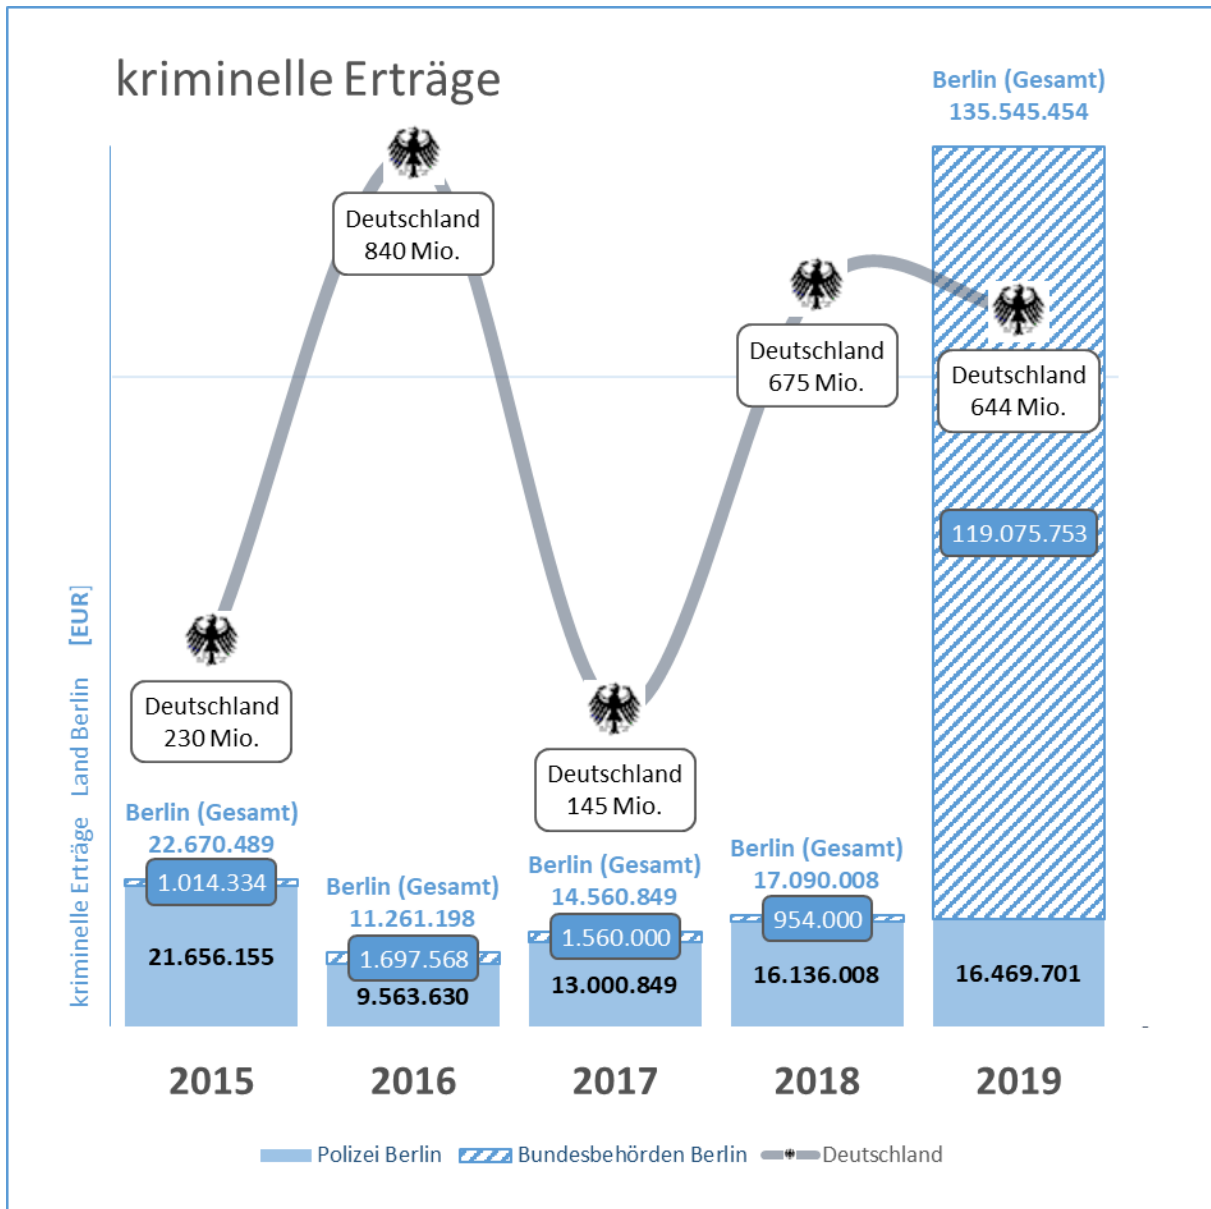 kriminelle Erträge
Berlin (Gesamt)
135.545.454
Deutschland
840 Mio.
Deutschland
675 Mio.
Deutschland
644 Mio.
119.075.753
Deutschland
230 Mio.
Deutschland
145 Mio.
kriminelle Erträge Land Berlin [EUR]
Berlin (Gesamt)
22.670.489
1.014.334
21.656.155
Berlin (Gesamt)
11.261.198
1.697.568
9.563.630
Berlin (Gesamt)
14.560.849
1.560.000
13.000.849
Berlin (Gesamt)
17.090.008
954.000
16.136.008
16.469.701
-
2015 2016 2017 2018 2019
Polizei Berlin Bundesbehörden Berlin Deutschland